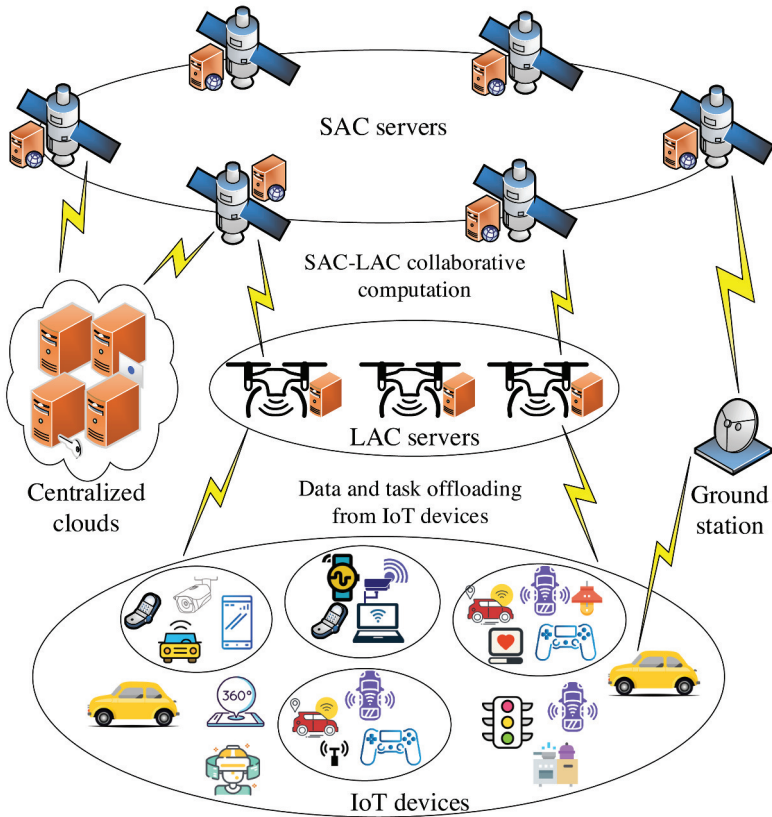 SAC servers
SAC-LAC collaborative
computation
LAC servers
Centralized
clouds
Data and task offloading
from IoT devices
Ground
station
360°
IoT devices